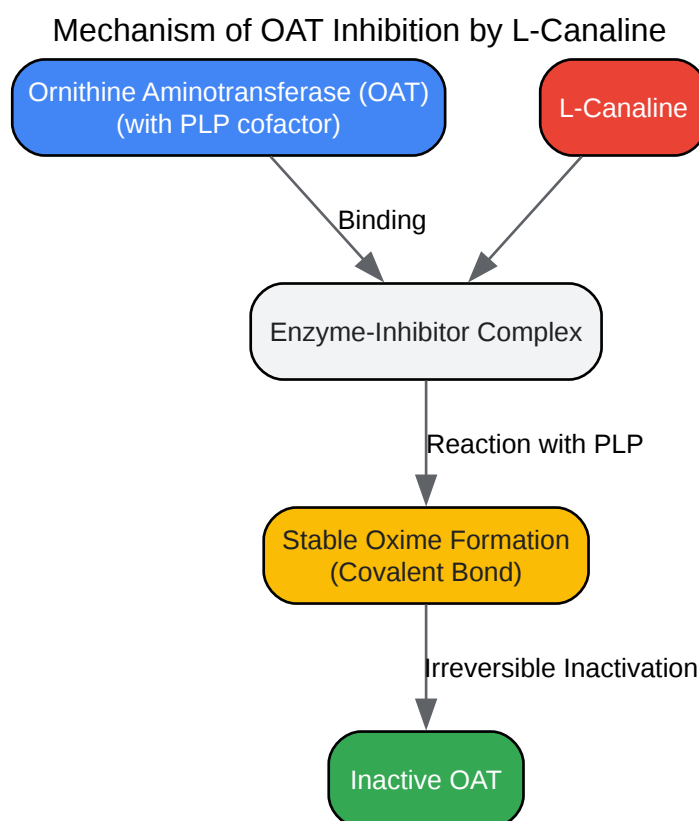 Mechanism of OAT Inhibition by L-Canaline
Ornithine Aminotransferase (OAT)
(with PLP cofactor)
L-Canaline
Binding
Enzyme-Inhibitor Complex
Reaction with PLP
Stable Oxime Formation
(Covalent Bond)
Irreversible Inactivation
Inactive OAT